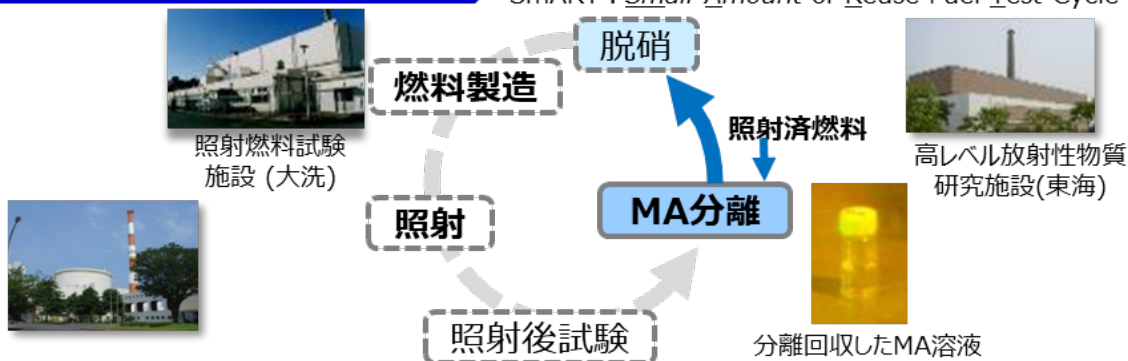 SmART : Small Amount of Reuse Fuel Test Cycle
脱硝
燃料製造
照射済燃料
照射燃料試験
施設 (大洗)
高レベル放射性物質
研究施設(東海)
MA分離
照射
照射後試験
分離回収したMA溶液